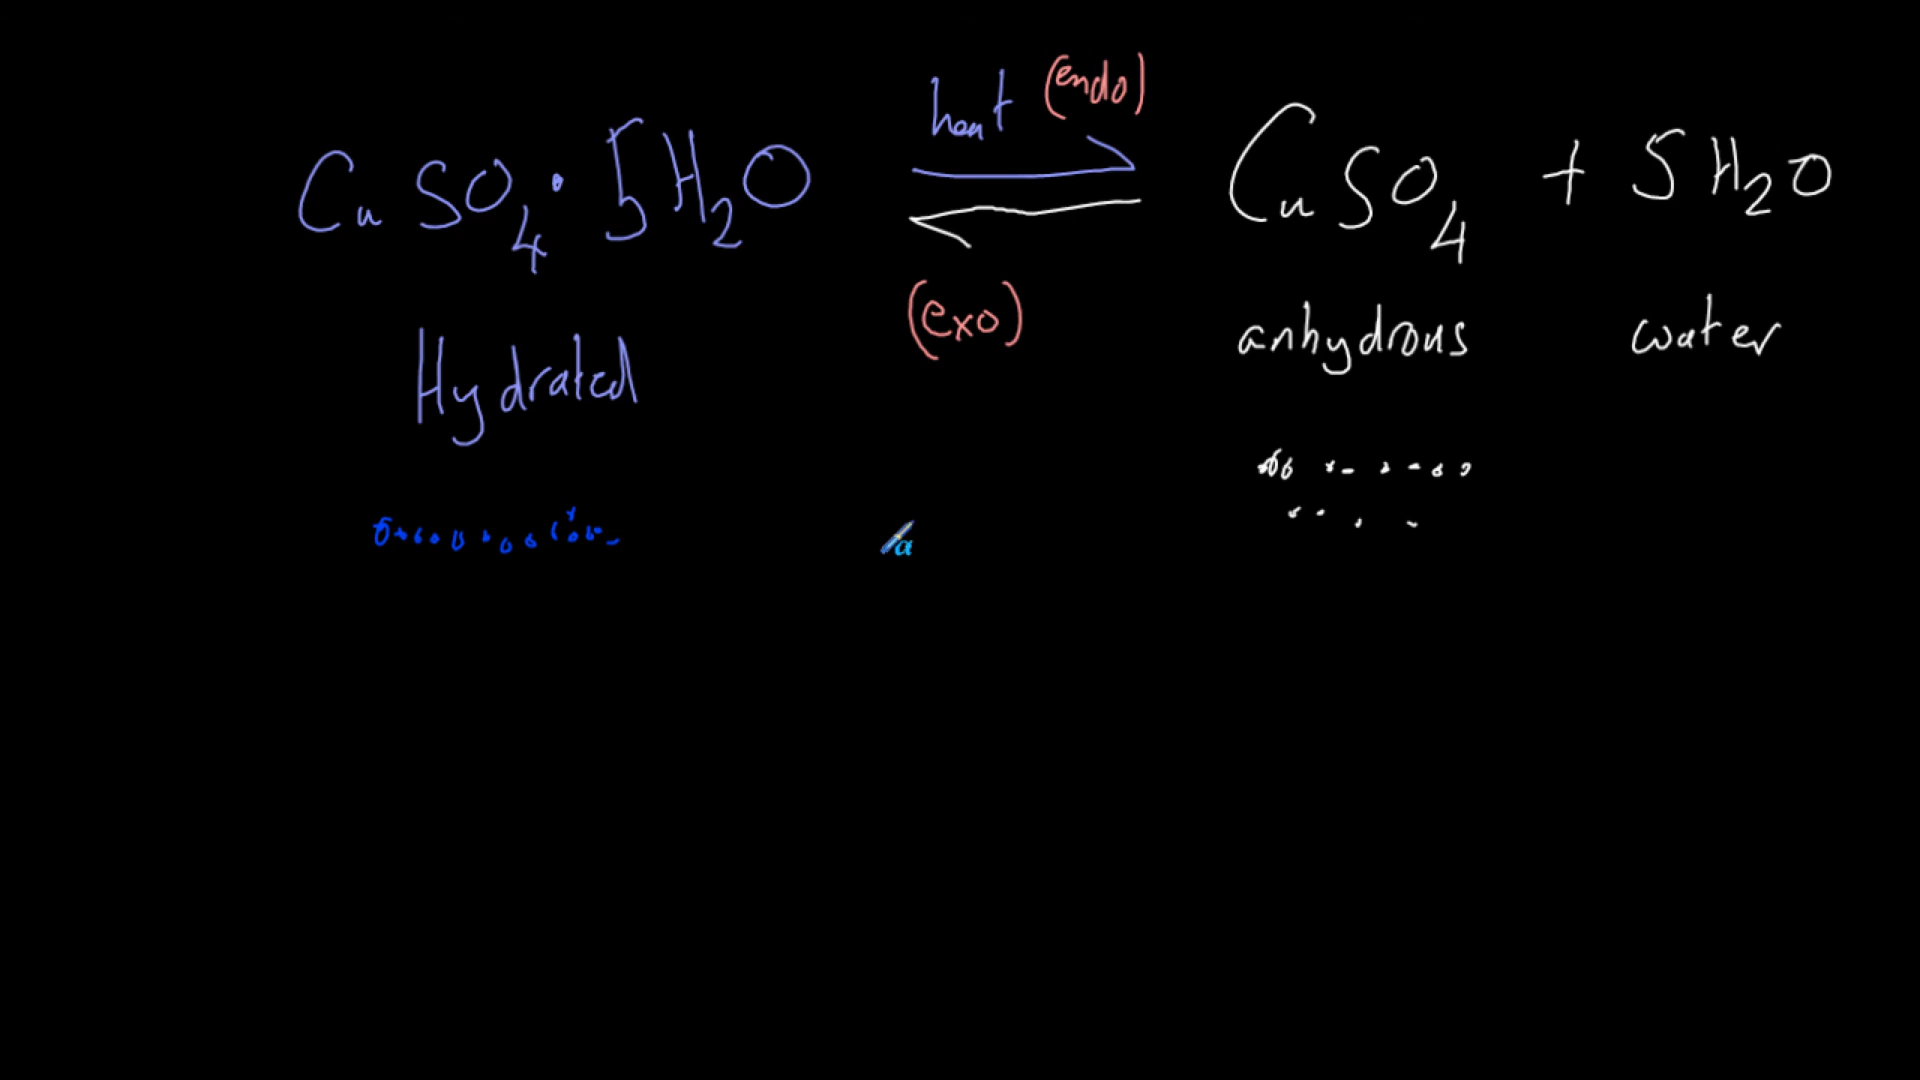 heat (endo)
CuSO4·5H2O ⇌ CuSO4 + 5H2O
(exo)
Hydrated
anhydrous water